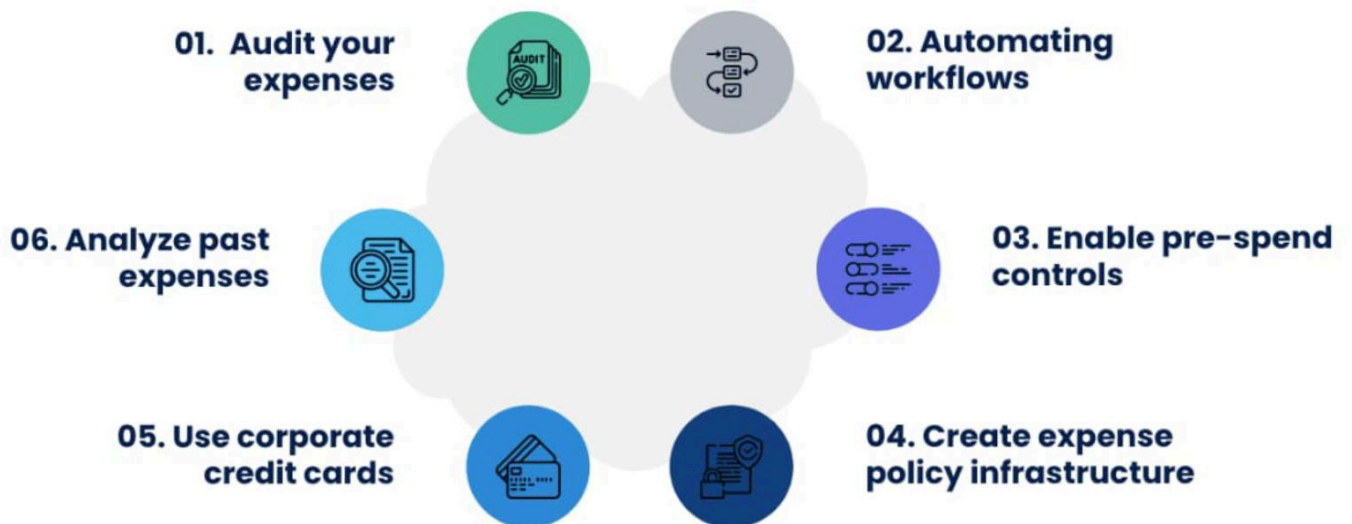 01. Audit your
expenses
AUDIT
02. Automating
workflows
03. Enable pre-spend
controls
04. Create expense
policy infrastructure
05. Use corporate
credit cards
06. Analyze past
expenses